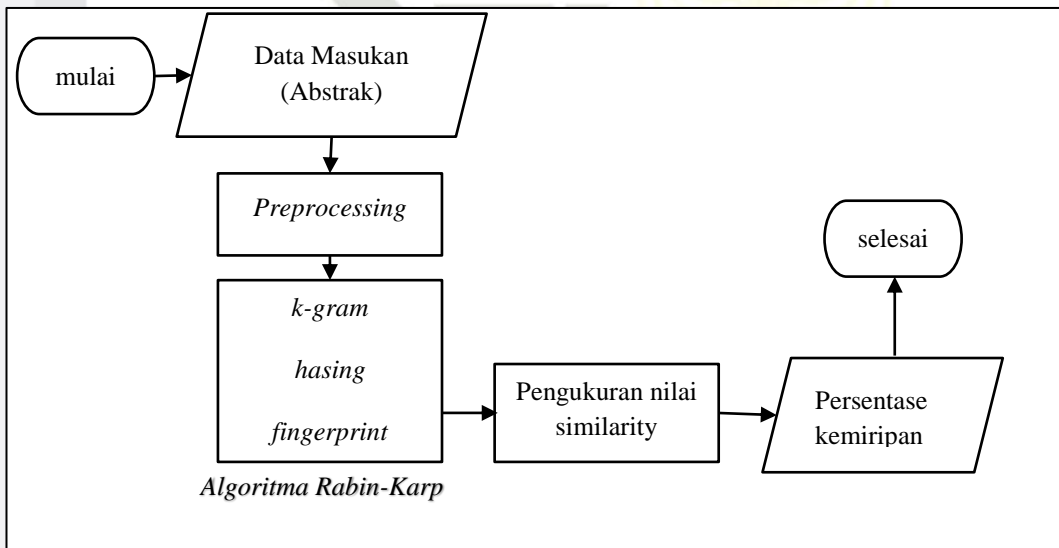 mulai
Data Masukan
(Abstrak)
Preprocessing
k-gram
hasing
fingerprint
Algoritma Rabin-Karp
Pengukuran nilai
similarity
Persentase
kemiripan
selesai